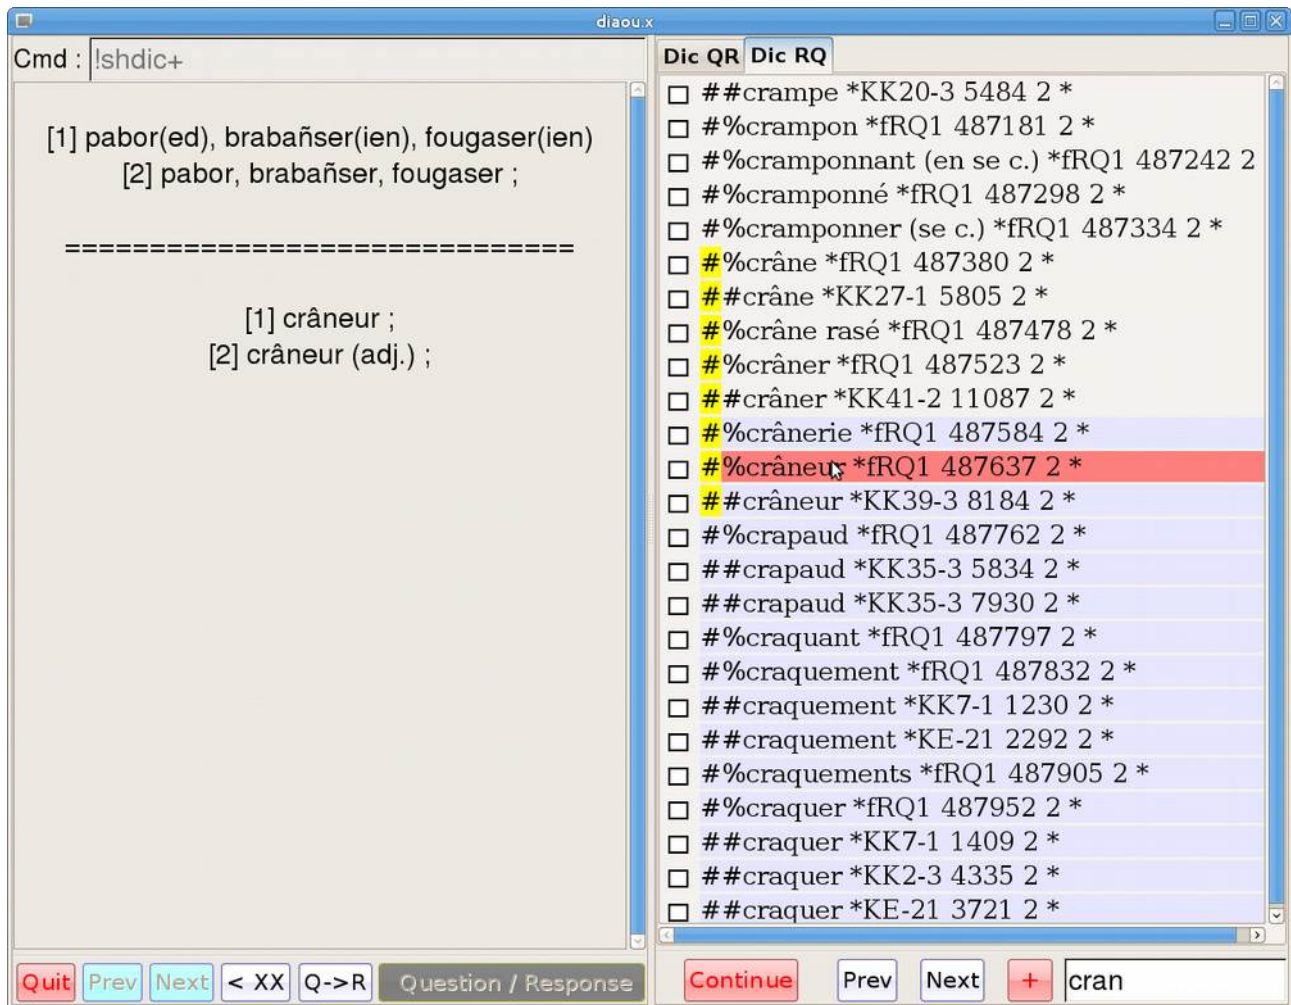 diaou.x
Cmd : !shdic+
[1] pabor(ed), brabañser(ien), fougaser(ien)
[2] pabor, brabañser, fougaser ;
==============================
[1] crâneur ;
[2] crâneur (adj.) ;
Quit Prev Next < XX Q->R Question / Response
Dic QR Dic RQ
##crampe *KK20-3 5484 2 *
#%crampon *fRQ1 487181 2 *
#%cramponnant (en se c.) *fRQ1 487242 2
#%cramponné *fRQ1 487298 2 *
#%cramponner (se c.) *fRQ1 487334 2 *
#%crâne *fRQ1 487380 2 *
##crâne *KK27-1 5805 2 *
#%crâne rasé *fRQ1 487478 2 *
#%crâner *fRQ1 487523 2 *
##crâner *KK41-2 11087 2 *
#%crânerie *fRQ1 487584 2 *
#%crâneur *fRQ1 487637 2 *
##crâneur *KK39-3 8184 2 *
#%crapaud *fRQ1 487762 2 *
##crapaud *KK35-3 5834 2 *
##crapaud *KK35-3 7930 2 *
#%craquant *fRQ1 487797 2 *
#%craquement *fRQ1 487832 2 *
##craquement *KK7-1 1230 2 *
##craquement *KE-21 2292 2 *
#%craquements *fRQ1 487905 2 *
#%craquer *fRQ1 487952 2 *
##craquer *KK7-1 1409 2 *
##craquer *KK2-3 4335 2 *
##craquer *KE-21 3721 2 *
Continue Prev Next + cran